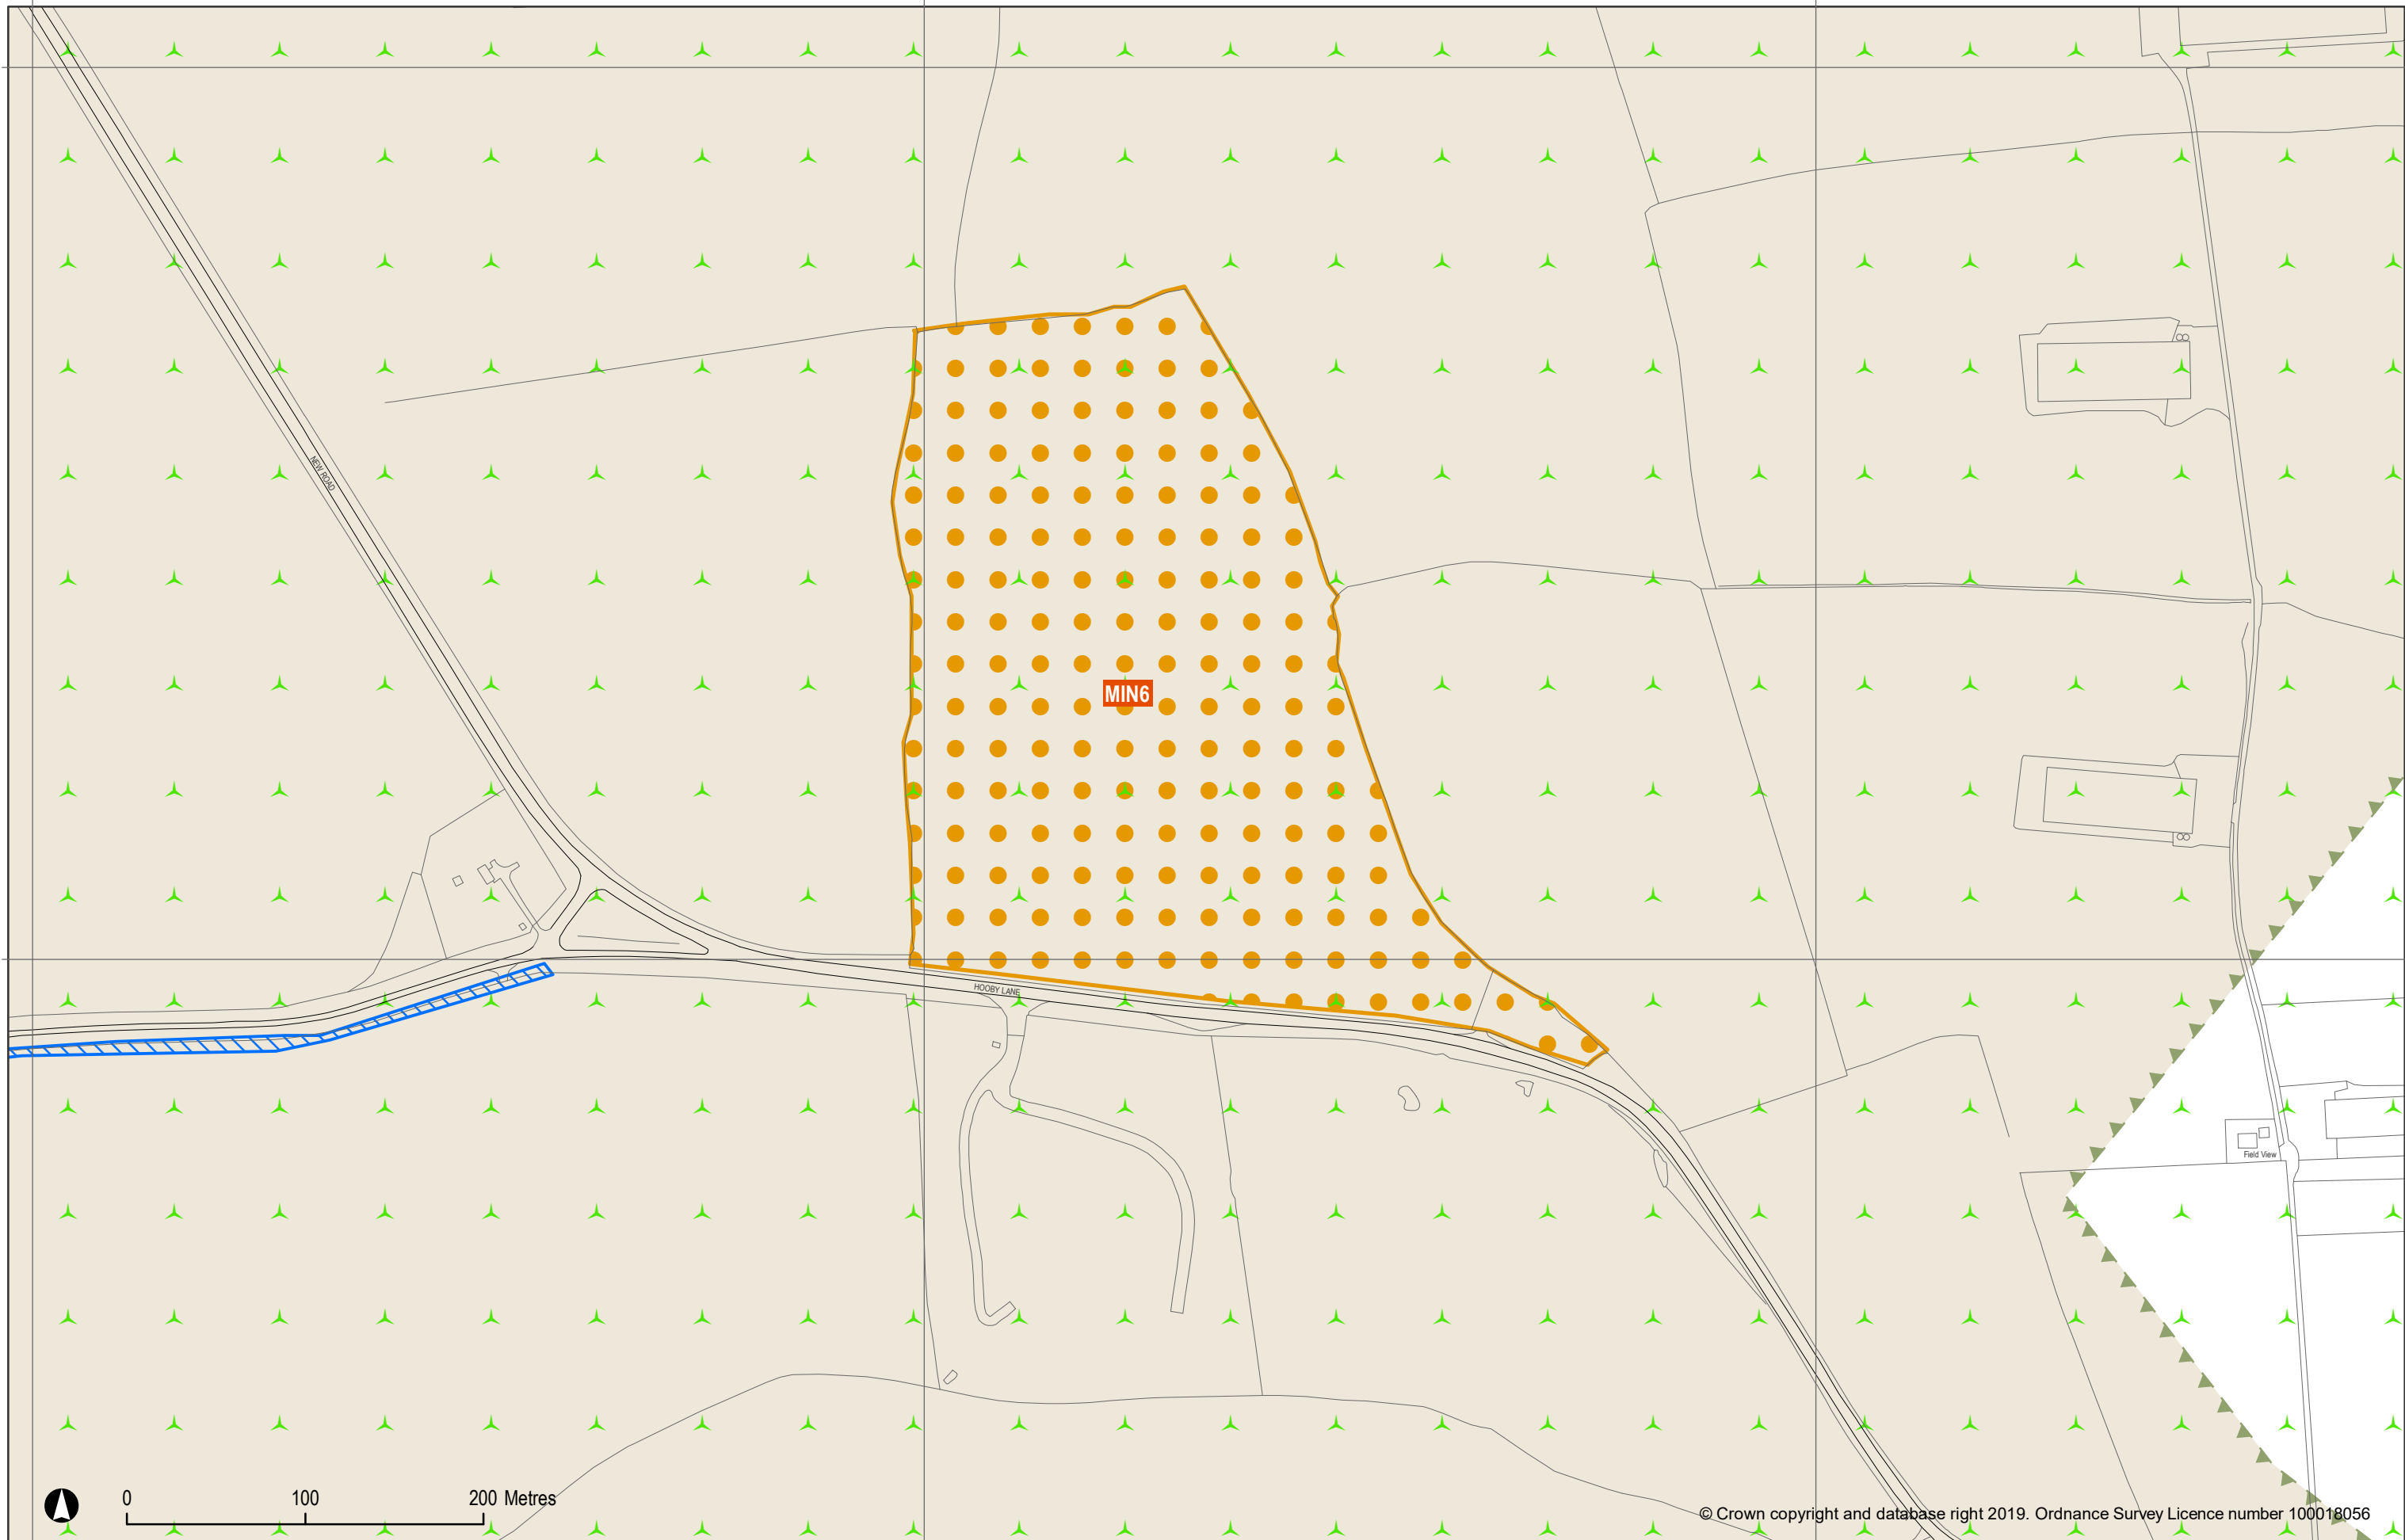 NEW ROAD
MIN6
HOOBY LANE
Field View
0 100 200 Metres
© Crown copyright and database right 2019. Ordnance Survey Licence number 100018056